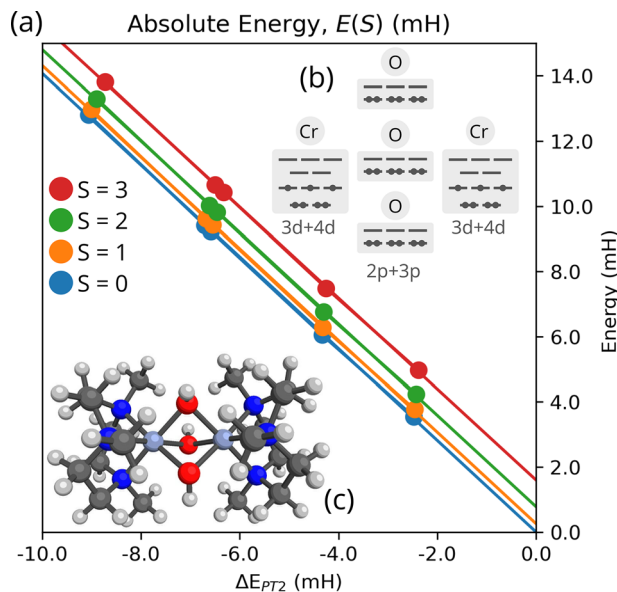 (a)
Absolute Energy, E(S) (mH)
(b)
O
Cr
O
Cr
O
3d+4d
3d+4d
2p+3p
S = 3
S = 2
S = 1
S = 0
(c)
14.0
12.0
10.0
8.0
6.0
4.0
2.0
0.0
Energy (mH)
-10.0
-8.0
-6.0
-4.0
-2.0
0.0
ΔE_PT2 (mH)